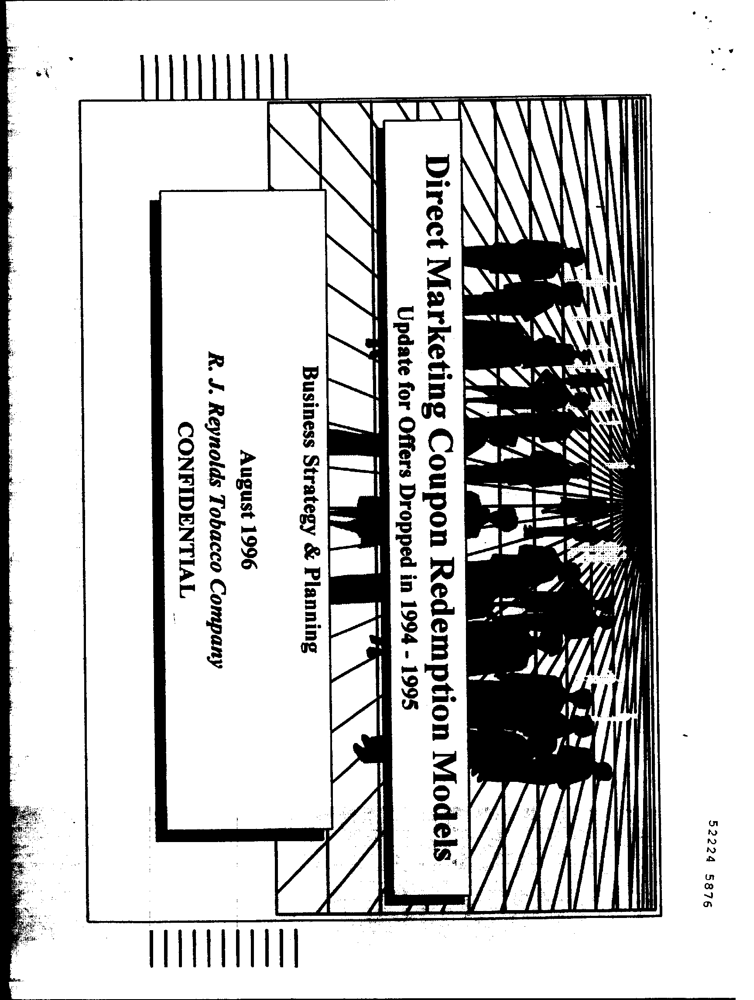 Direct Marketing Coupon Redemption Models
Update for Offers Dropped in 1994 - 1995
Business Strategy & Planning
August 1996
R. J. Reynolds Tobacco Company
CONFIDENTIAL
52224 5876